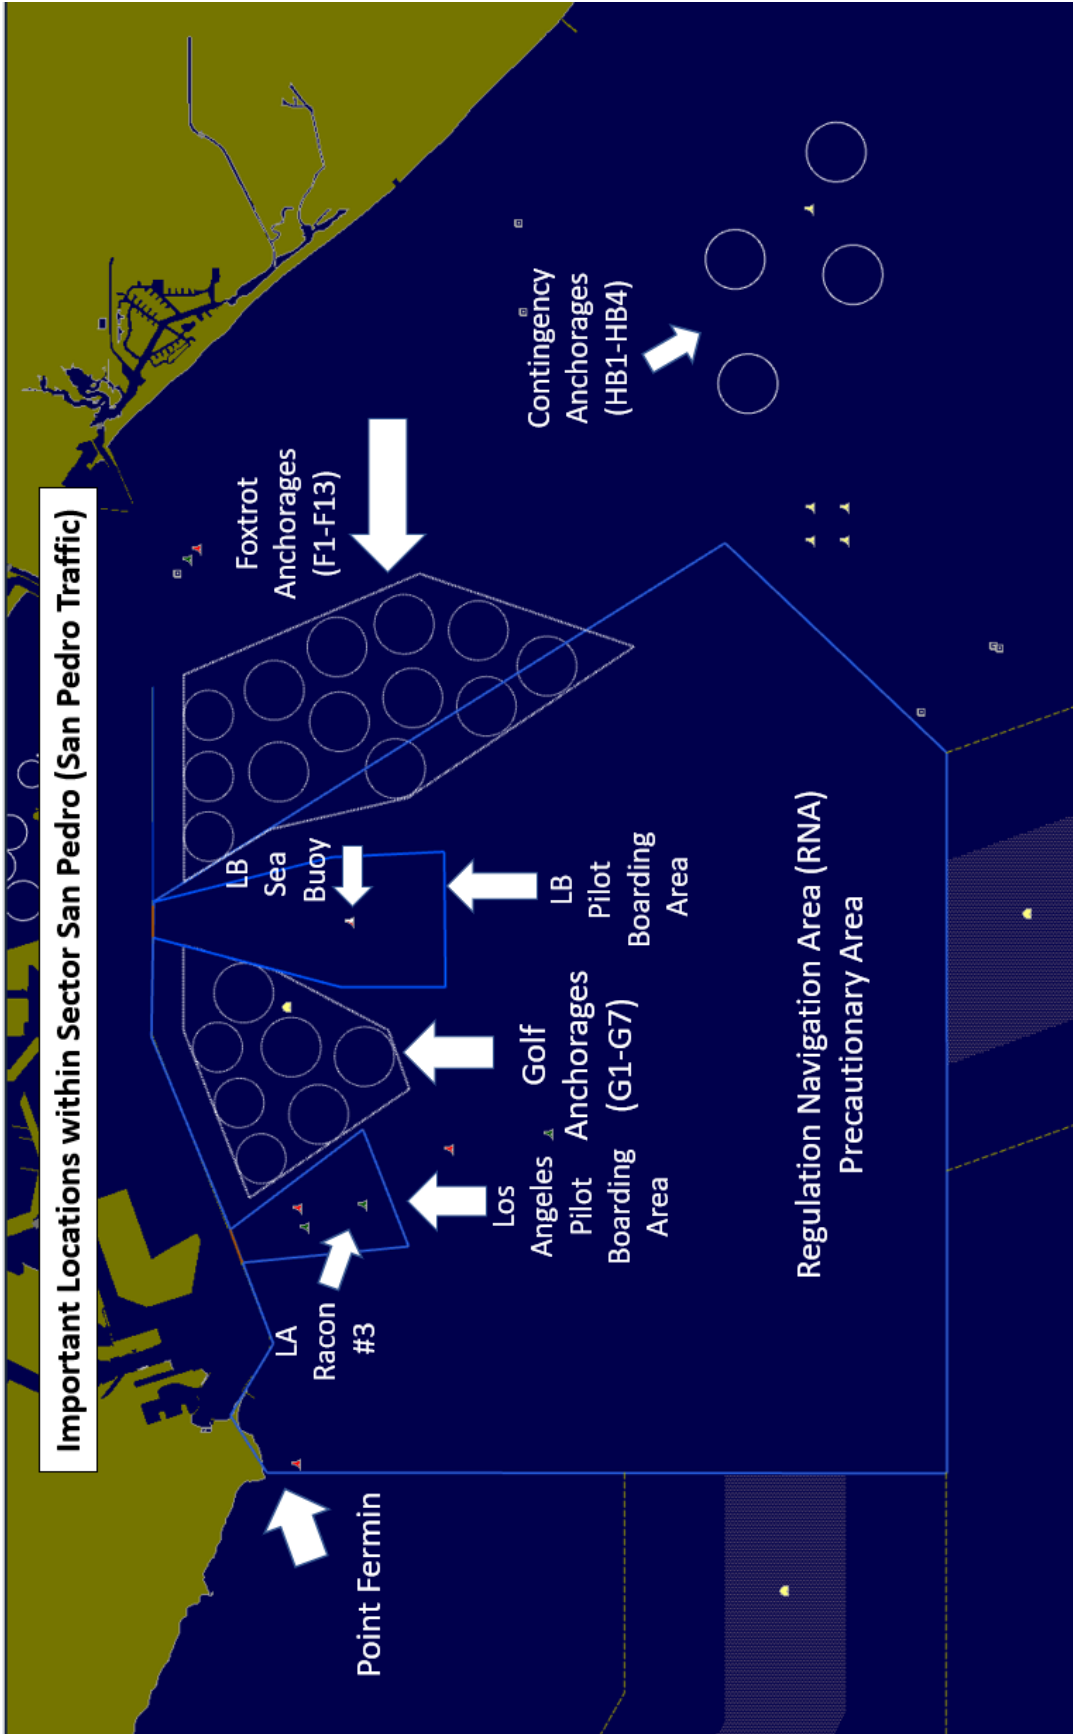 Important Locations within Sector San Pedro (San Pedro Traffic)
Point Fermin
LA
Racon
#3
Los
Angeles
Pilot
Boarding
Area
Golf
Anchorages
(G1-G7)
LB
Sea
Buoy
LB
Pilot
Boarding
Area
Foxtrot
Anchorages
(F1-F13)
Contingency
Anchorages
(HB1-HB4)
Regulation Navigation Area (RNA)
Precautionary Area